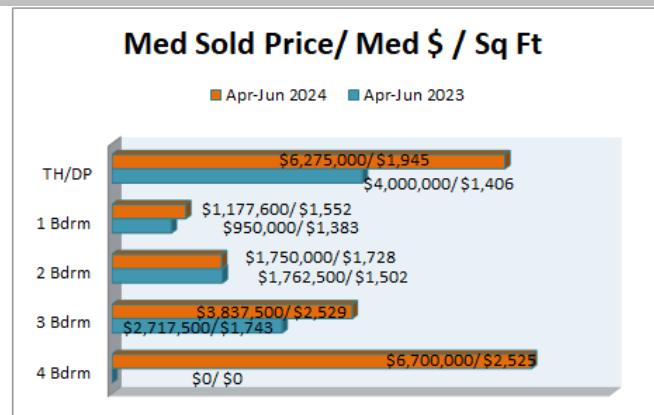 Med Sold Price/ Med $ / Sq Ft
Apr-Jun 2024 Apr-Jun 2023
TH/DP
$6,275,000/ $1,945
$4,000,000/ $1,406
1 Bdrm
$1,177,600/ $1,552
$950,000/ $1,383
2 Bdrm
$1,750,000/ $1,728
$1,762,500/ $1,502
3 Bdrm
$3,837,500/ $2,529
$2,717,500/ $1,743
4 Bdrm
$6,700,000/ $2,525
$0/ $0